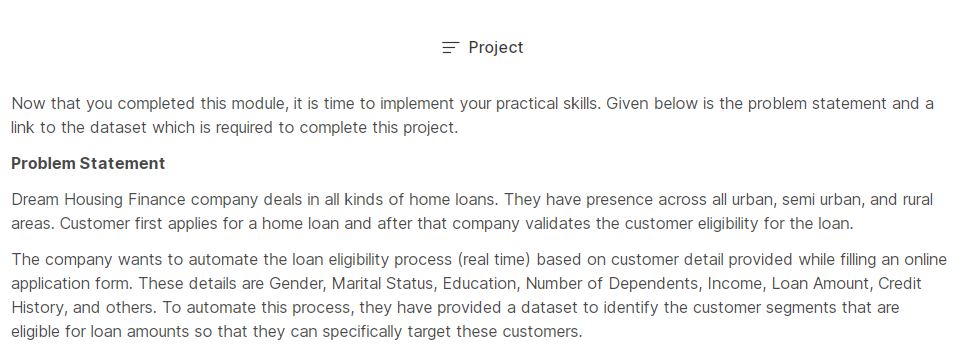 Project
Now that you completed this module, it is time to implement your practical skills. Given below is the problem statement and a
link to the dataset which is required to complete this project.
Problem Statement
Dream Housing Finance company deals in all kinds of home loans. They have presence across all urban, semi urban, and rural
areas. Customer first applies for a home loan and after that company validates the customer eligibility for the loan.
The company wants to automate the loan eligibility process (real time) based on customer detail provided while filling an online
application form. These details are Gender, Marital Status, Education, Number of Dependents, Income, Loan Amount, Credit
History, and others. To automate this process, they have provided a dataset to identify the customer segments that are
eligible for loan amounts so that they can specifically target these customers.